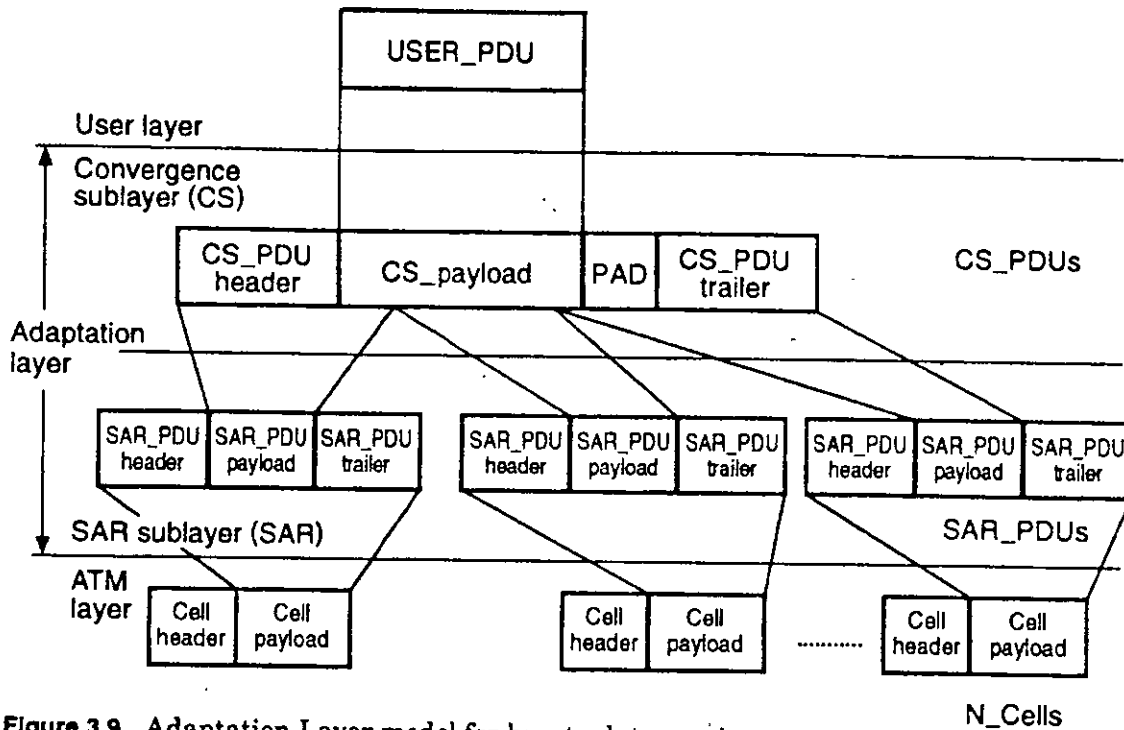 USER_PDU
User layer
Convergence
sublayer (CS)
CS_PDU
header
CS_payload
PAD
CS_PDU
trailer
CS_PDUs
Adaptation
layer
SAR_PDU
header
SAR_PDU
payload
SAR_PDU
trailer
SAR_PDU
header
SAR_PDU
payload
SAR_PDU
trailer
SAR_PDU
header
SAR_PDU
payload
SAR_PDU
trailer
SAR sublayer (SAR)
SAR_PDUs
ATM
layer
Cell
header
Cell
payload
Cell
header
Cell
payload
..........
Cell
header
Cell
payload
N_Cells
Figure 3.9 Adaptation Layer model for